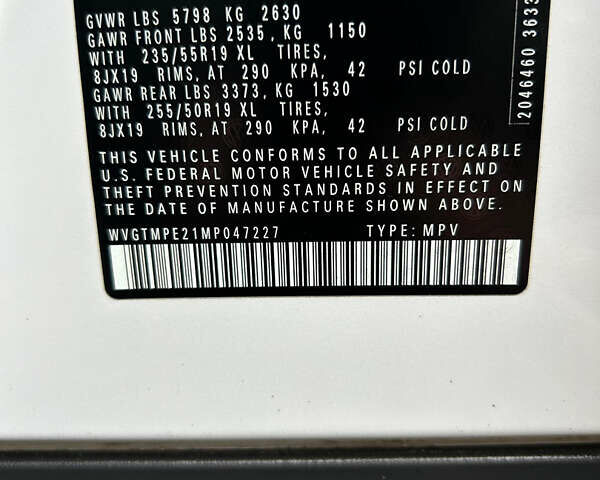 GVWR LBS 5798 KG 2630
GAWR FRONT LBS 2535, KG 1150
WITH 235/55R19 XL TIRES,
8JX19 RIMS, AT 290 KPA, 42 PSI COLD
GAWR REAR LBS 3373, KG 1530
WITH 255/50R19 XL TIRES,
8JX19 RIMS, AT 290 KPA, 42 PSI COLD
THIS VEHICLE CONFORMS TO ALL APPLICABLE
U.S. FEDERAL MOTOR VEHICLE SAFETY AND
THEFT PREVENTION STANDARDS IN EFFECT ON
THE DATE OF MANUFACTURE SHOWN ABOVE.
WVGTMPE21MP047227 TYPE: MPV
2046460 3633